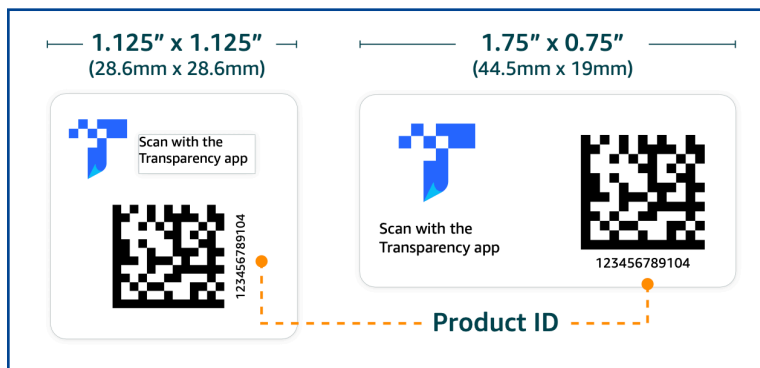 1.125” x 1.125”
(28.6mm x 28.6mm)
Scan with the
Transparency app
123456789104
1.75” x 0.75”
(44.5mm x 19mm)
Scan with the
Transparency app
123456789104
Product ID